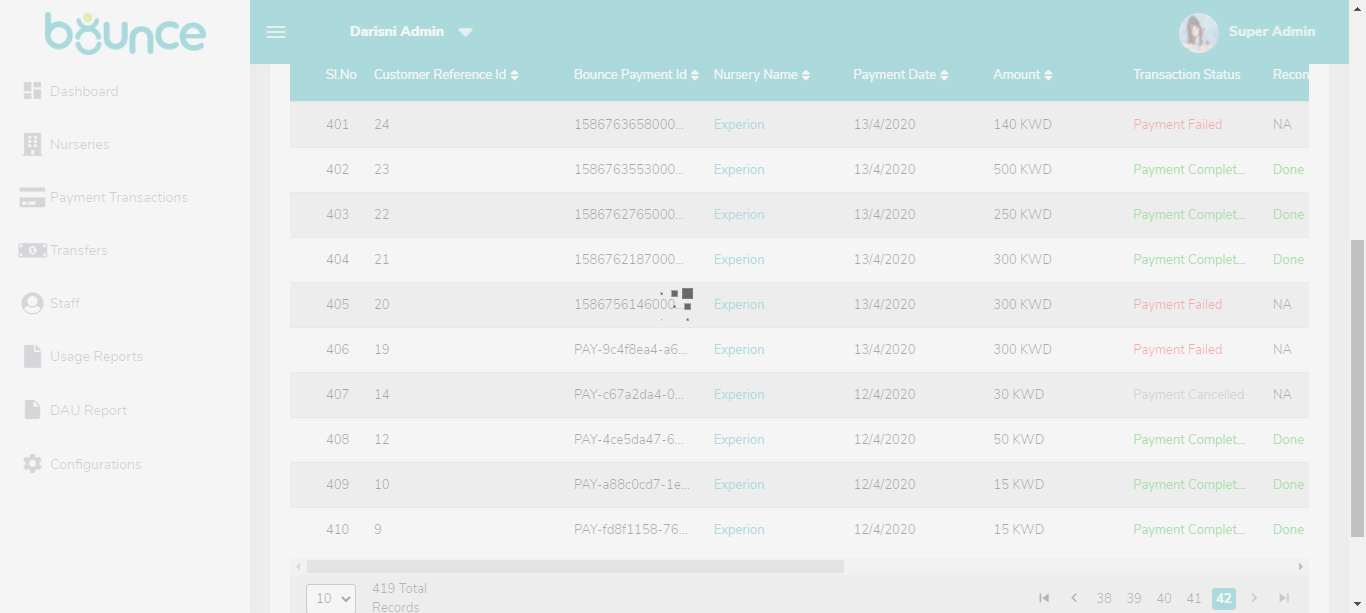 bounce
Darisni Admin
Super Admin
Dashboard
Nurseries
Payment Transactions
Transfers
Staff
Usage Reports
DAU Report
Configurations
Sl.No Customer Reference Id Bounce Payment Id Nursery Name Payment Date Amount Transaction Status Recon
401 24 1586763658000... Experion 13/4/2020 140 KWD Payment Failed NA
402 23 1586763553000... Experion 13/4/2020 500 KWD Payment Complet... Done
403 22 1586762765000... Experion 13/4/2020 250 KWD Payment Complet... Done
404 21 1586762187000... Experion 13/4/2020 300 KWD Payment Complet... Done
405 20 1586756146000... Experion 13/4/2020 300 KWD Payment Failed NA
406 19 PAY-9c4f8ea4-a6... Experion 13/4/2020 300 KWD Payment Failed NA
407 14 PAY-c67a2da4-0... Experion 12/4/2020 30 KWD Payment Cancelled NA
408 12 PAY-4ce5da47-6... Experion 12/4/2020 50 KWD Payment Complet... Done
409 10 PAY-a88c0cd7-1e... Experion 12/4/2020 15 KWD Payment Complet... Done
410 9 PAY-fd8f1158-76... Experion 12/4/2020 15 KWD Payment Complet... Done
10
419 Total
Records
38 39 40 41 42